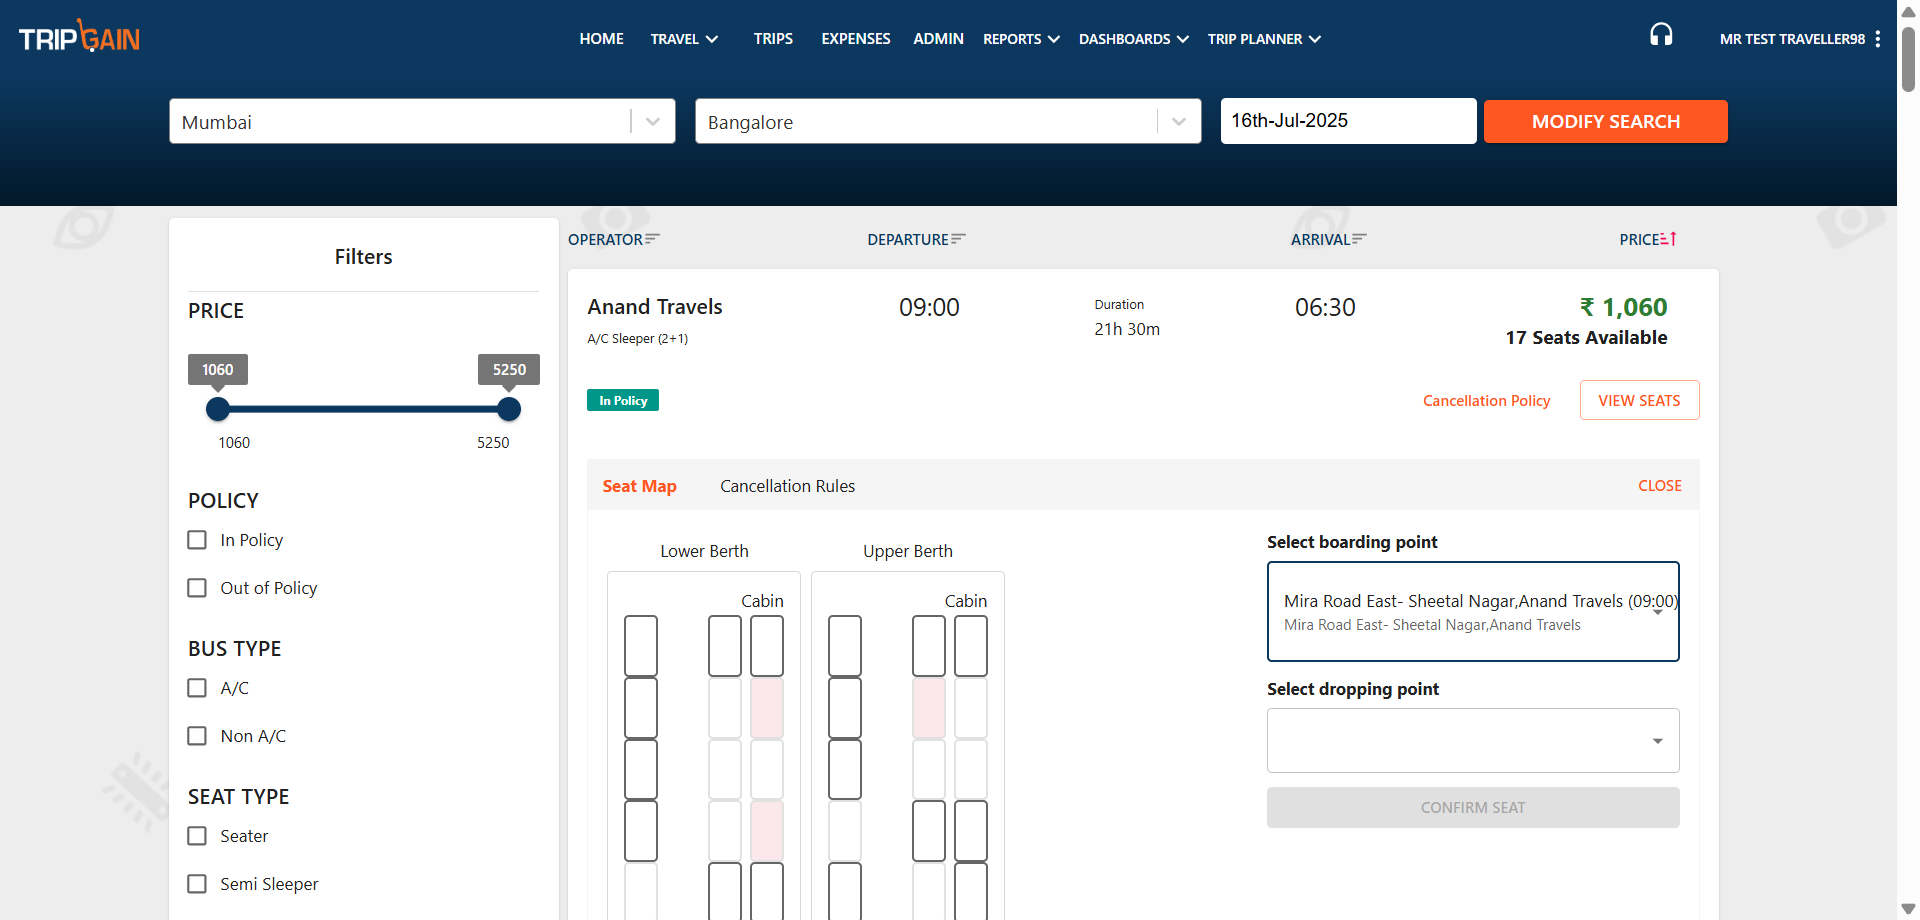 TRIPGAIN
HOME TRAVEL TRIPS EXPENSES ADMIN REPORTS DASHBOARDS TRIP PLANNER MR TEST TRAVELLER98
Mumbai Bangalore 16th-Jul-2025 MODIFY SEARCH
Filters
PRICE
1060 5250
1060 5250
POLICY
In Policy
Out of Policy
BUS TYPE
A/C
Non A/C
SEAT TYPE
Seater
Semi Sleeper
OPERATOR DEPARTURE ARRIVAL PRICE
Anand Travels 09:00 Duration 06:30 ₹ 1,060
A/C Sleeper (2+1) 21h 30m 17 Seats Available
In Policy Cancellation Policy VIEW SEATS
Seat Map Cancellation Rules CLOSE
Lower Berth Upper Berth
Cabin Cabin
Select boarding point
Mira Road East- Sheetal Nagar,Anand Travels (09:00)
Mira Road East- Sheetal Nagar,Anand Travels
Select dropping point
CONFIRM SEAT